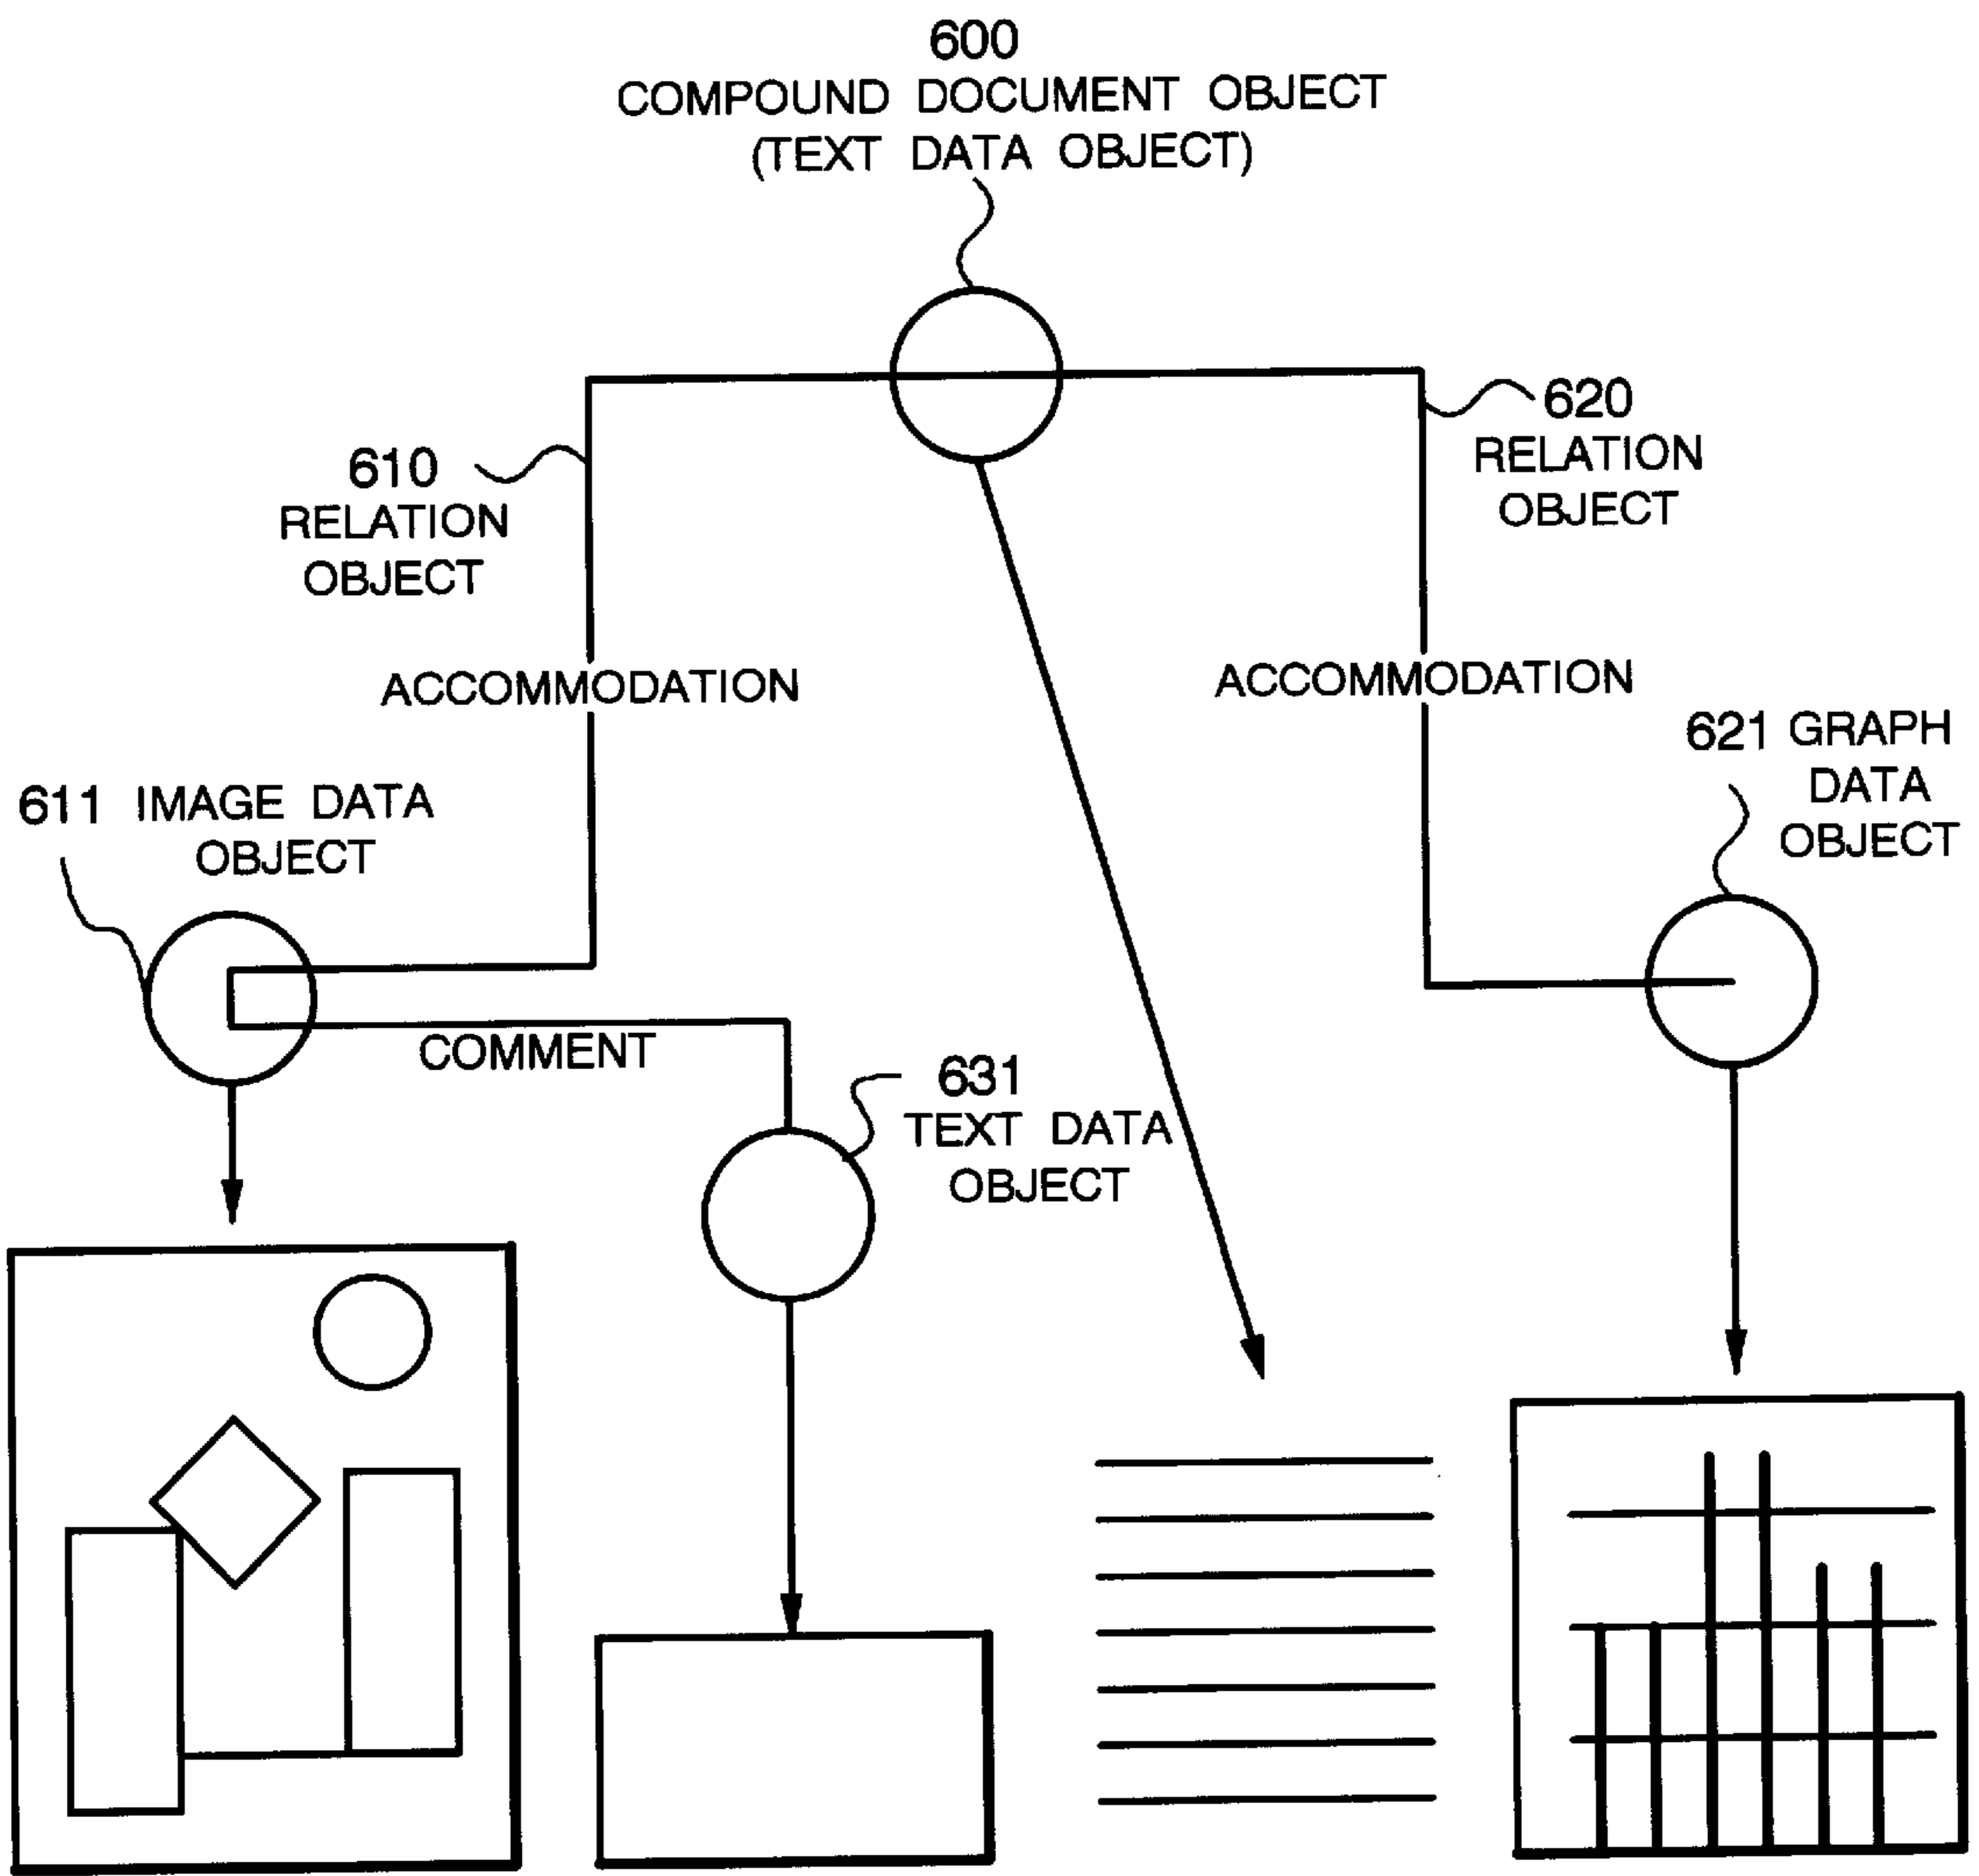 600
COMPOUND DOCUMENT OBJECT
(TEXT DATA OBJECT)
610
RELATION
OBJECT
620
RELATION
OBJECT
ACCOMMODATION
ACCOMMODATION
611 IMAGE DATA
OBJECT
621 GRAPH
DATA
OBJECT
COMMENT
631
TEXT DATA
OBJECT